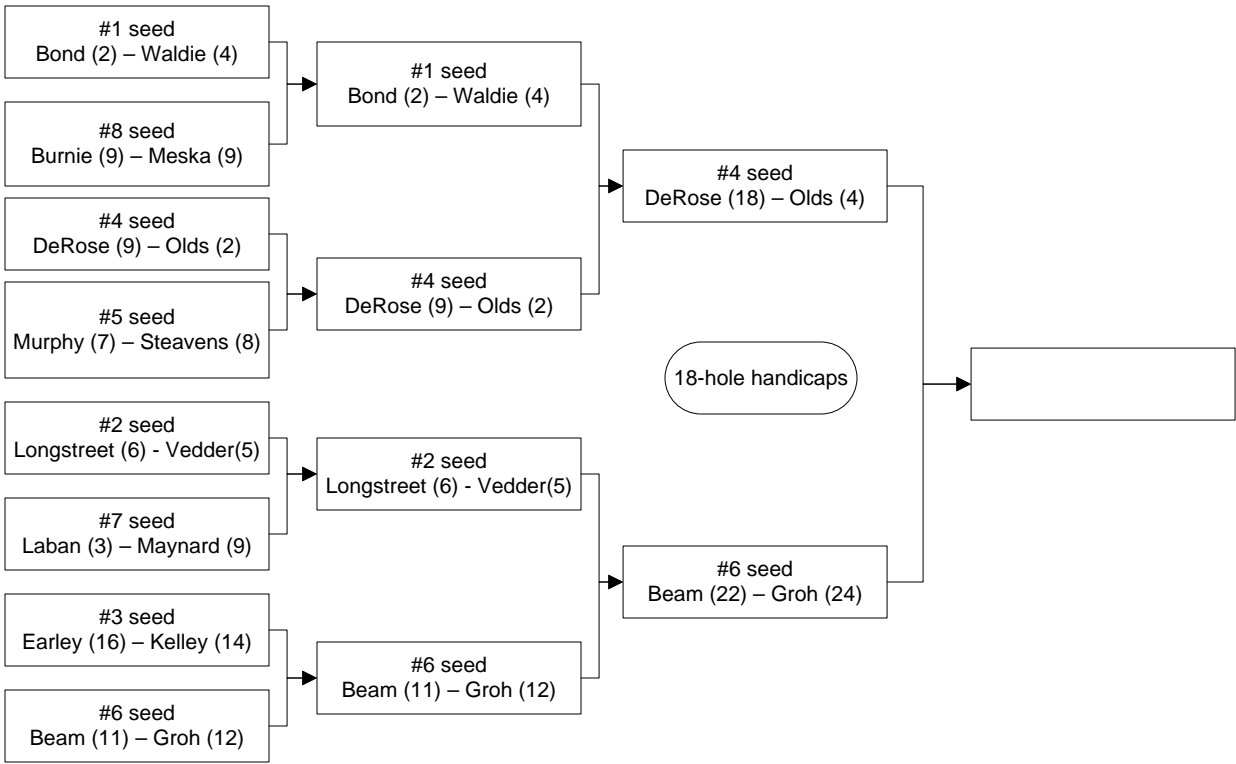 #1 seed
Bond (2) – Waldie (4)
#8 seed
Burnie (9) – Meska (9)
#4 seed
DeRose (9) – Olds (2)
#5 seed
Murphy (7) – Steavens (8)
#2 seed
Longstreet (6) - Vedder(5)
#7 seed
Laban (3) – Maynard (9)
#3 seed
Earley (16) – Kelley (14)
#6 seed
Beam (11) – Groh (12)
#1 seed
Bond (2) – Waldie (4)
#4 seed
DeRose (9) – Olds (2)
#2 seed
Longstreet (6) - Vedder(5)
#6 seed
Beam (11) – Groh (12)
#4 seed
DeRose (18) – Olds (4)
18-hole handicaps
#6 seed
Beam (22) – Groh (24)